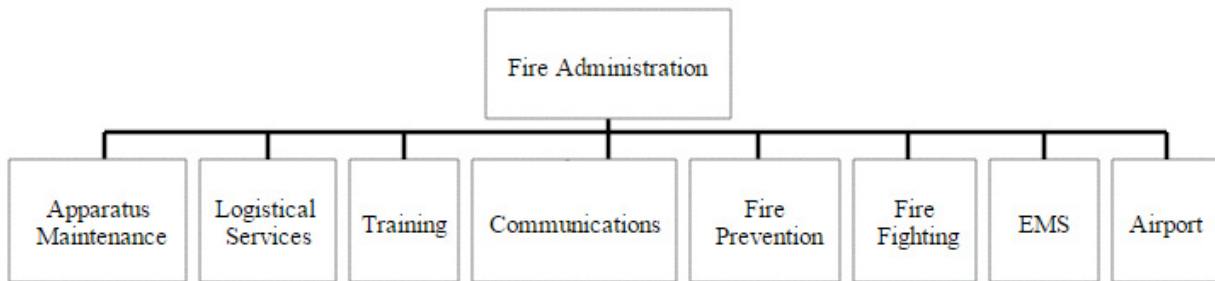 Fire Administration
Apparatus
Maintenance
Logistical
Services
Training
Communications
Fire
Prevention
Fire
Fighting
EMS
Airport